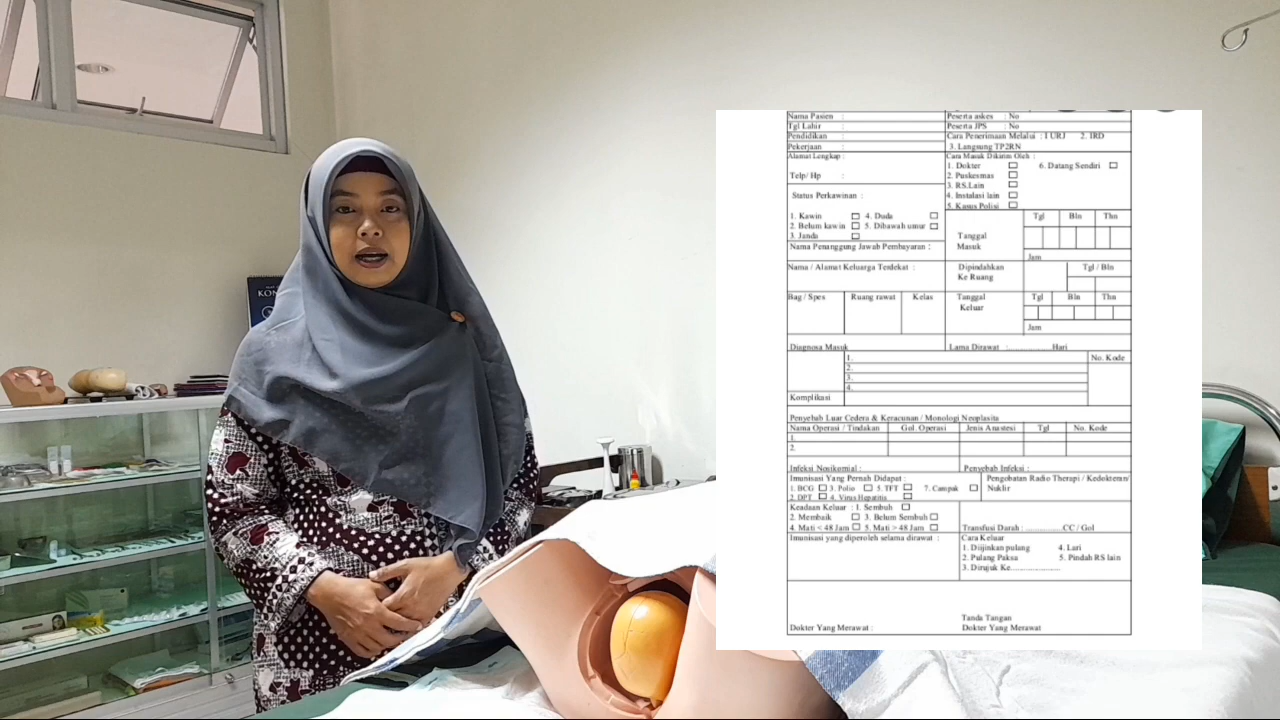 KON
Nama Pasien :
Peserta askes : No
Tgl Lahir :
Peserta JPS : No
Pendidikan :
Cara Penerimaan Melalui : 1 URJ 2. IRD
Pekerjaan :
3. Langsung TP2RN
Alamat Lengkap :
Cara Masuk Dikirim Oleh :
1. Dokter
6. Datang Sendiri
Telp/ Hp :
2. Puskesmas
3. RS.Lain
Status Perkawinan :
4. Instalasi lain
5. Kasus Polisi
1. Kawin
4. Duda
2. Belum kawin
5. Dibawah umur
3. Janda
Tgl Bln Thn
Tanggal
Masuk
Nama Penanggung Jawab Pembayaran :
Jam
Nama / Alamat Keluarga Terdekat :
Dipindahkan
Ke Ruang
Tgl / Bln
Bag / Spes
Ruang rawat
Kelas
Tanggal
Keluar
Tgl Bln Thn
Jam
Diagnosa Masuk
Lama Dirawat :..................Hari
1.
No. Kode
2.
3.
4.
Komplikasi
Penyebab Luar Cedera & Keracunan / Monologi Neoplasita
Nama Operasi / Tindakan
Gol. Operasi
Jenis Anastesi
Tgl
No. Kode
1.
2.
Infeksi Nosikomial :
Penyebab Infeksi :
Imunisasi Yang Pernah Didapat :
Pengobatan Radio Therapi / Kedokteran/
1. BCG 3. Polio 5. TFT 7. Campak
Nuklir
2. DPT 4. Virus Hepatitis
Keadaan Keluar : 1. Sembuh
2. Membaik 3. Belum Sembuh
4. Mati < 48 Jam 5. Mati > 48 Jam
Transfusi Darah : ...............CC / Gol
Imunisasi yang diperoleh selama dirawat :
Cara Keluar
1. Diijinkan pulang
4. Lari
2. Pulang Paksa
5. Pindah RS lain
3. Dirujuk Ke....................
Tanda Tangan
Dokter Yang Merawat :
Dokter Yang Merawat